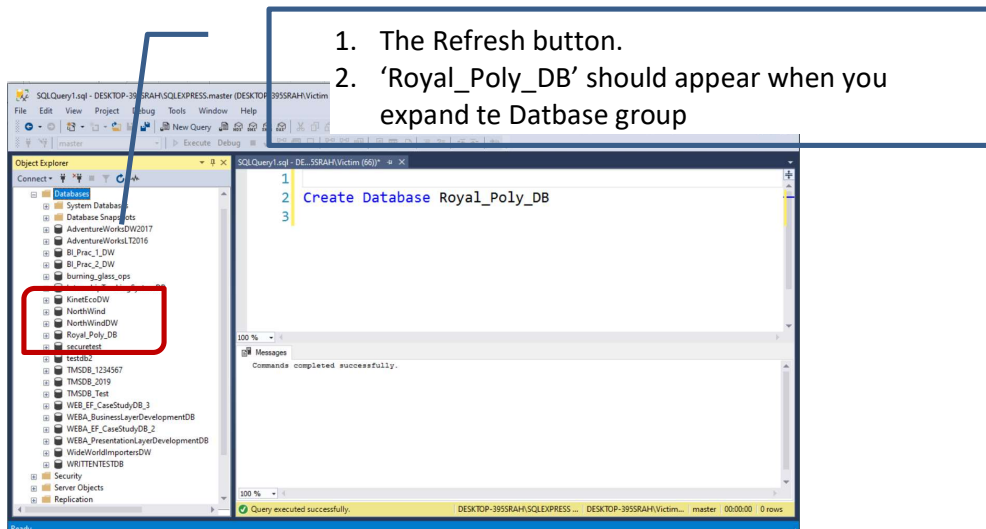 1. The Refresh button.
2. ‘Royal_Poly_DB’ should appear when you
expand te Datbase group
SQLQuery1.sql - DESKTOP-395SRAH\SQLEXPRESS.master (DESKTOP-395SRAH\Victim
File Edit View Project Debug Tools Window Help
New Query
master Execute Debug
Object Explorer
SQLQuery1.sql - DE...5SRAH\Victim (66))*
Connect
Databases
System Databases
Database Snapshots
AdventureWorksDW2017
AdventureWorksLT2016
BI_Prac_1_DW
BI_Prac_2_DW
burning_glass_ops
KinetEcoDW
NorthWind
NorthWindDW
Royal_Poly_DB
securetest
testdb2
TMSDB_1234567
TMSDB_2019
TMSDB_Test
WEB_EF_CaseStudyDB_3
WEBA_BusinessLayerDevelopmentDB
WEBA_EF_CaseStudyDB_2
WEBA_PresentationLayerDevelopmentDB
WideWorldImportersDW
WRITTENTESTDB
Security
Server Objects
Replication
1
2 Create Database Royal_Poly_DB
3
100 %
Messages
Commands completed successfully.
100 %
Query executed successfully. DESKTOP-395SRAH\SQLEXPRESS ... DESKTOP-395SRAH\Victim... master 00:00:00 0 rows
Ready